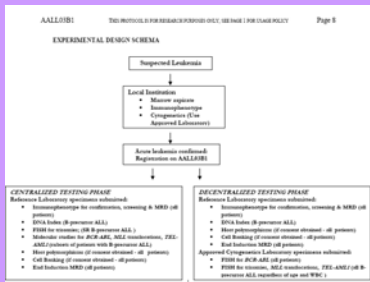 AALL03B1 THIS PROTOCOL IS FOR RESEARCH PURPOSES ONLY, SEE PAGE 1 FOR USAGE POLICY Page 8
EXPERIMENTAL DESIGN SCHEMA
Suspected Leukemia
Local Institution
• Marrow aspirate
• Immunophenotype
• Cytogenetics (Use
Approved Laboratory)
Acute leukemia confirmed:
Registration on AALL03B1
CENTRALIZED TESTING PHASE
Reference Laboratory specimens submitted:
• Immunophenotype for confirmation, screening & MRD (all
patients)
• DNA Index (B-precursor ALL)
• FISH for trisomies; (SR B-precursor ALL)
• Molecular studies for BCR-ABL, MLL translocations, TEL-
AML1 (subsets of patients with B-precursor ALL)
• Host polymorphisms (if consent obtained - all patients)
• Cell Banking (if consent obtained - all patients)
• End Induction MRD (all patients)
DECENTRALIZED TESTING PHASE
Reference Laboratory specimens submitted:
• Immunophenotype for confirmation, screening & MRD (all
patients)
• DNA Index (B-precursor ALL)
• Host polymorphisms (if consent obtained - all patients)
• Cell Banking (if consent obtained - all patients)
• End Induction MRD (all patients)
Approved Cytogenetics Laboratory specimens submitted:
• FISH for BCR-ABL (all patients)
• FISH for trisomies, MLL translocations, TEL-AML1 (all B-
precursor ALL regardless of age and WBC)